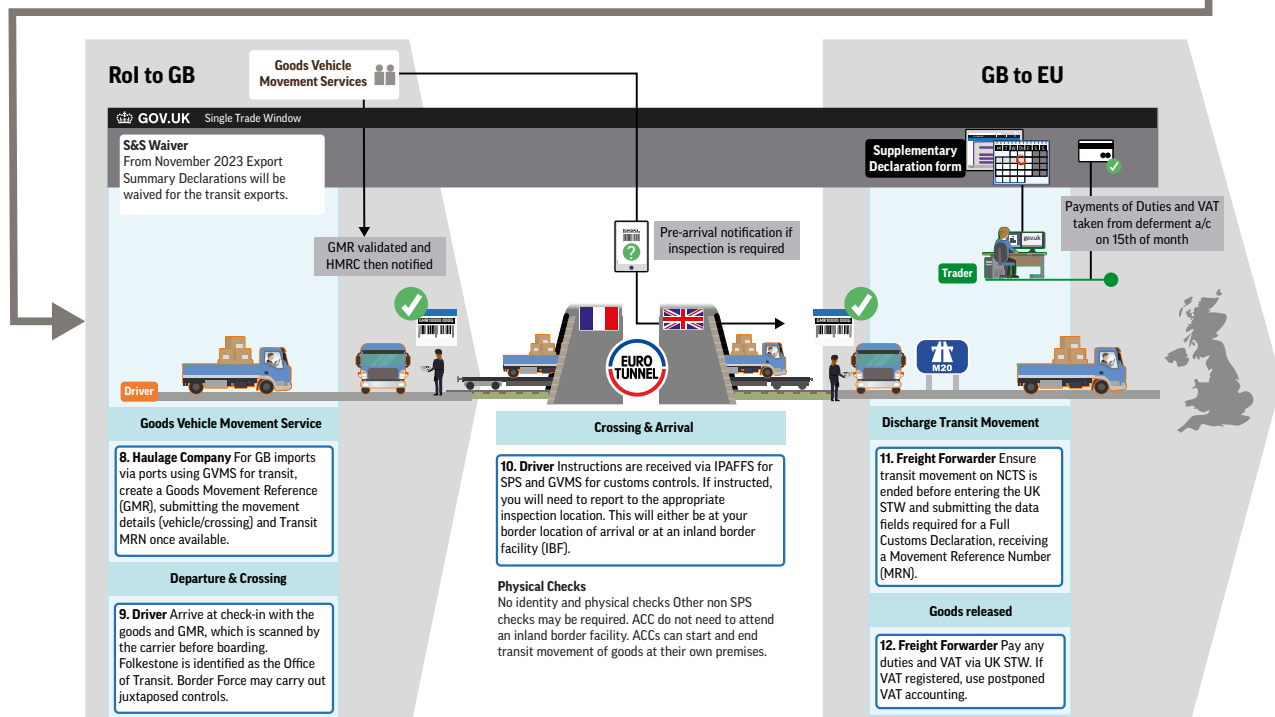 RoI to GB
Goods Vehicle
Movement Services
GB to EU
GOV.UK Single Trade Window
S&S Waiver
From November 2023 Export
Summary Declarations will be
waived for the transit exports.
Supplementary
Declaration form
M T W T F S S
GMR validated and
HMRC then notified
Pre-arrival notification if
inspection is required
?
Payments of Duties and VAT
taken from deferment a/c
on 15th of month
gov.uk
Trader
EURO
TUNNEL
M20
Driver
Goods Vehicle Movement Service
8. Haulage Company For GB imports
via ports using GVMS for transit,
create a Goods Movement Reference
(GMR), submitting the movement
details (vehicle/crossing) and Transit
MRN once available.
Departure & Crossing
9. Driver Arrive at check-in with the
goods and GMR, which is scanned by
the carrier before boarding.
Folkestone is identified as the Office
of Transit. Border Force may carry out
juxtaposed controls.
Crossing & Arrival
10. Driver Instructions are received via IPAFFS for
SPS and GVMS for customs controls. If instructed,
you will need to report to the appropriate
inspection location. This will either be at your
border location of arrival or at an inland border
facility (IBF).
Physical Checks
No identity and physical checks Other non SPS
checks may be required. ACC do not need to attend
an inland border facility. ACCs can start and end
transit movement of goods at their own premises.
Discharge Transit Movement
11. Freight Forwarder Ensure
transit movement on NCTS is
ended before entering the UK
STW and submitting the data
fields required for a Full
Customs Declaration, receiving
a Movement Reference Number
(MRN).
Goods released
12. Freight Forwarder Pay any
duties and VAT via UK STW. If
VAT registered, use postponed
VAT accounting.